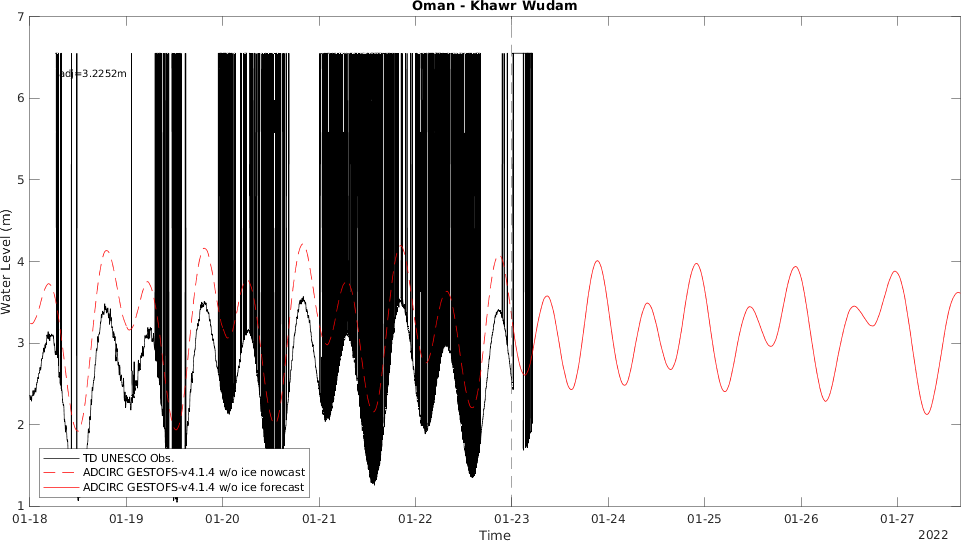 Oman - Khawr Wudam
7
6
5
4
3
2
1
Water Level (m)
adj=3.2252m
TD UNESCO Obs.
ADCIRC GESTOFS-v4.1.4 w/o ice nowcast
ADCIRC GESTOFS-v4.1.4 w/o ice forecast
01-18 01-19 01-20 01-21 01-22 01-23 01-24 01-25 01-26 01-27
Time
2022